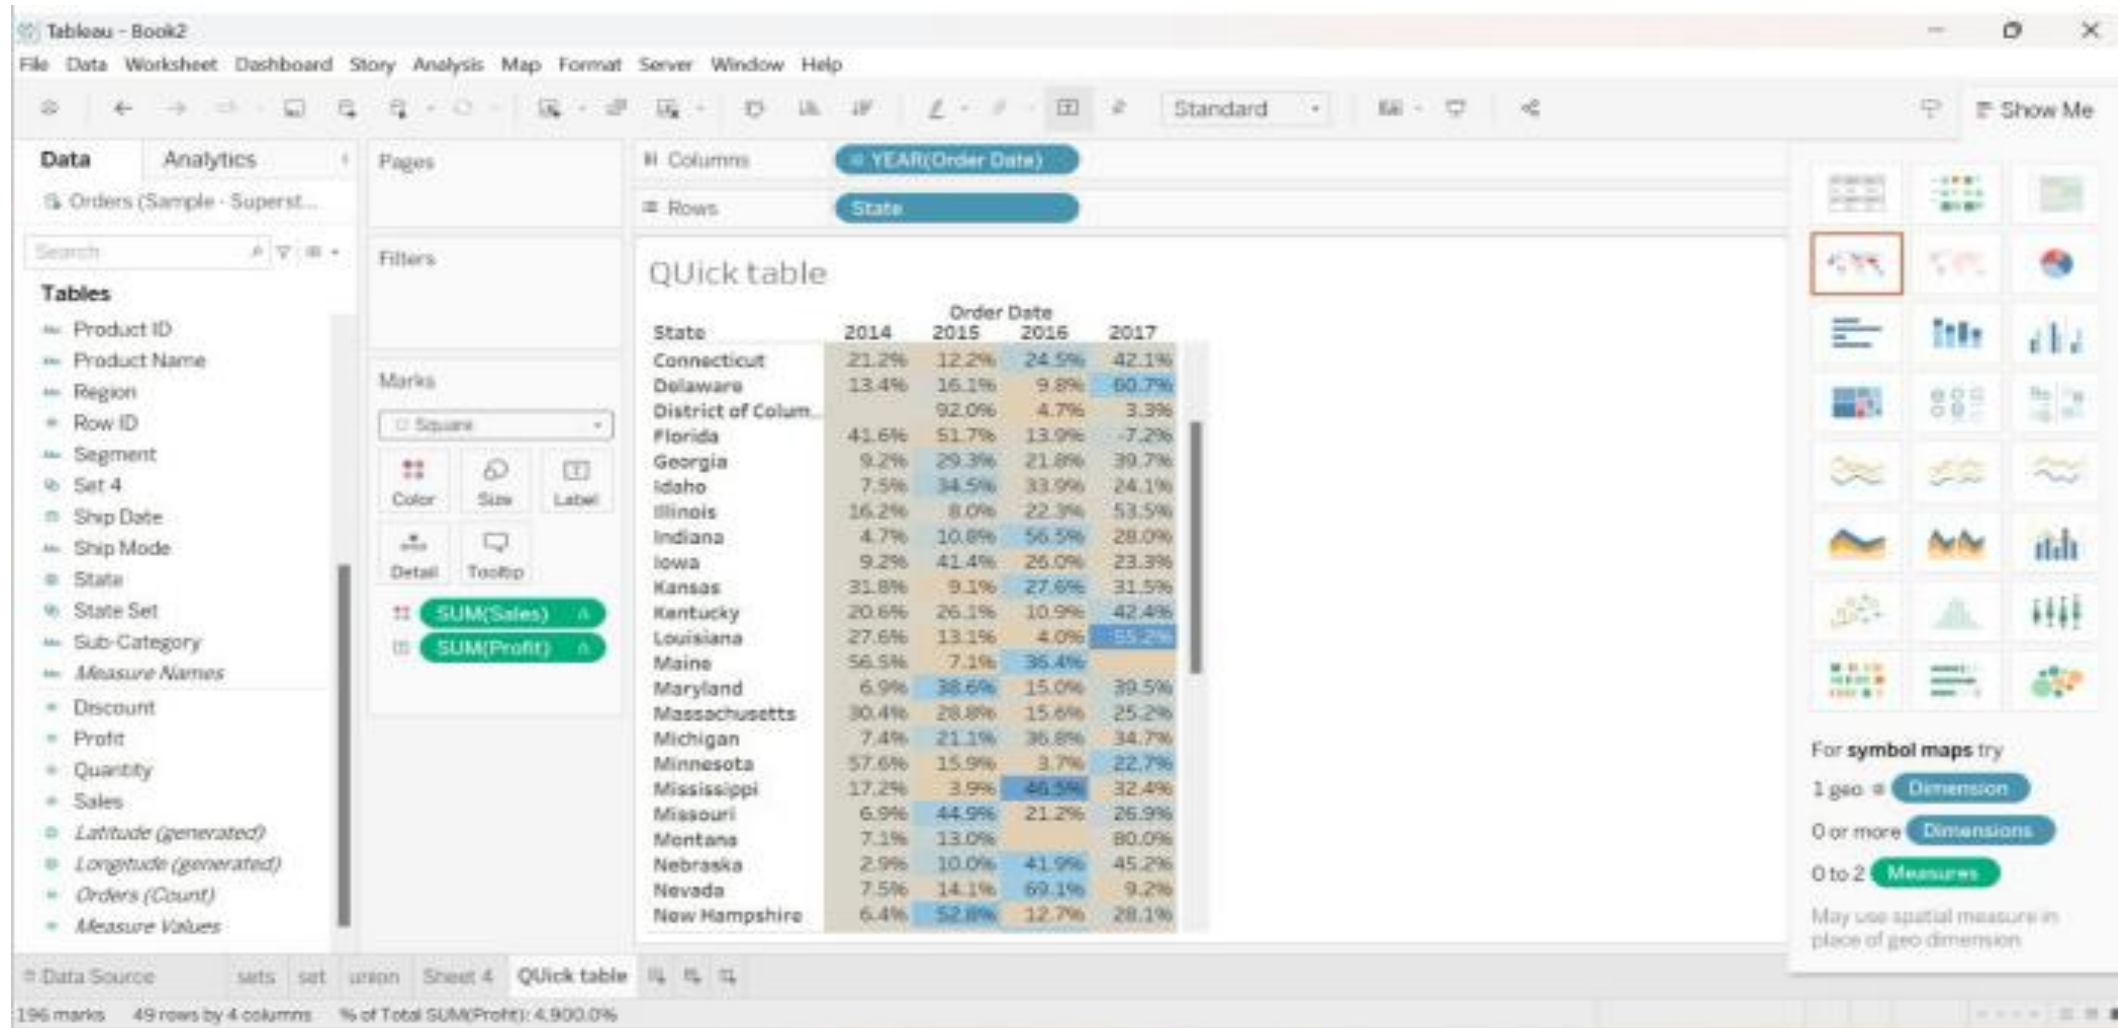 Tableau - Book2
File Data Worksheet Dashboard Story Analysis Map Format Server Window Help
Standard
Show Me
Data Analytics
Orders (Sample - Superst...
Search
Tables
Abc Product ID
Abc Product Name
Abc Region
Row ID
Abc Segment
Set 4
Ship Date
Abc Ship Mode
State
State Set
Abc Sub-Category
Abc Measure Names
Discount
Profit
Quantity
Sales
Latitude (generated)
Longitude (generated)
Orders (Count)
Measure Values
Pages
Filters
Marks
Square
Color Size Label
Detail Tooltip
SUM(Sales)
SUM(Profit)
Columns YEAR(Order Date)
Rows State
QUick table
Order Date
State 2014 2015 2016 2017
Connecticut 21.2% 12.2% 24.5% 42.1%
Delaware 13.4% 16.1% 9.8% 60.7%
District of Colum... 92.0% 4.7% 3.3%
Florida 41.6% 51.7% 13.9% -7.2%
Georgia 9.2% 29.3% 21.8% 39.7%
Idaho 7.5% 34.5% 33.9% 24.1%
Illinois 16.2% 8.0% 22.3% 53.5%
Indiana 4.7% 10.8% 56.5% 28.0%
Iowa 9.2% 41.4% 26.0% 23.3%
Kansas 31.8% 9.1% 27.6% 31.5%
Kentucky 20.6% 26.1% 10.9% 42.4%
Louisiana 27.6% 13.1% 4.0% 55.2%
Maine 56.5% 7.1% 36.4%
Maryland 6.9% 38.6% 15.0% 39.5%
Massachusetts 30.4% 28.8% 15.6% 25.2%
Michigan 7.4% 21.1% 36.8% 34.7%
Minnesota 57.6% 15.9% 3.7% 22.7%
Mississippi 17.2% 3.9% 46.5% 32.4%
Missouri 6.9% 44.9% 21.2% 26.9%
Montana 7.1% 13.0% 80.0%
Nebraska 2.9% 10.0% 41.9% 45.2%
Nevada 7.5% 14.1% 69.1% 9.2%
New Hampshire 6.4% 52.8% 12.7% 28.1%
For symbol maps try
1 geo Dimension
0 or more Dimensions
0 to 2 Measures
May use spatial measure in
place of geo dimension
Data Source sets set union Sheet 4 QUick table
196 marks 49 rows by 4 columns % of Total SUM(Profit): 4,900.0%